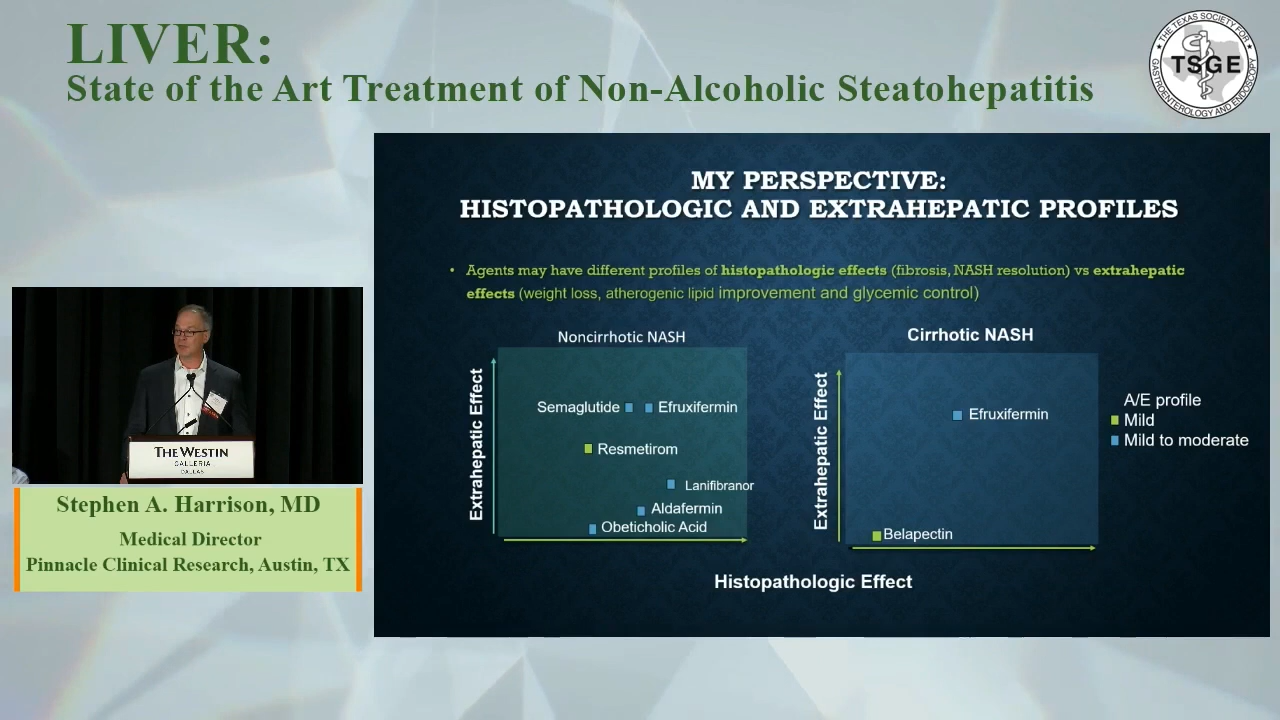 LIVER:
State of the Art Treatment of Non-Alcoholic Steatohepatitis
THE TEXAS SOCIETY FOR
TSGE
GASTROENTEROLOGY AND ENDOSCOPY
MY PERSPECTIVE:
HISTOPATHOLOGIC AND EXTRAHEPATIC PROFILES
• Agents may have different profiles of histopathologic effects (fibrosis, NASH resolution) vs extrahepatic
effects (weight loss, atherogenic lipid improvement and glycemic control)
Noncirrhotic NASH
Extrahepatic Effect
Semaglutide
Efruxifermin
Resmetirom
Lanifibranor
Aldafermin
Obeticholic Acid
Cirrhotic NASH
Extrahepatic Effect
Efruxifermin
Belapectin
A/E profile
Mild
Mild to moderate
Histopathologic Effect
THE WESTIN
GALLERIA
DALLAS
Stephen A. Harrison, MD
Medical Director
Pinnacle Clinical Research, Austin, TX